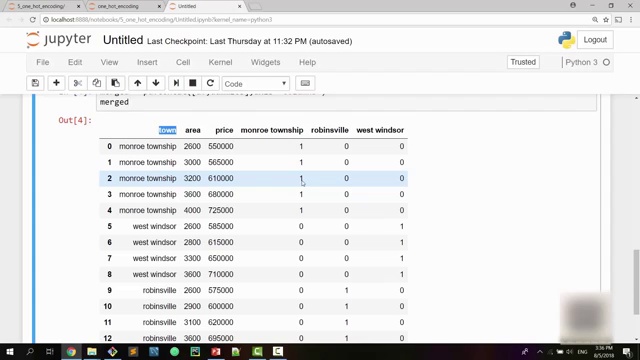 5_one_hot_encoding/
one_hot_encoding
Untitled
localhost:8888/notebooks/5_one_hot_encoding/Untitled.ipynb?kernel_name=python3
jupyter Untitled Last Checkpoint: Last Thursday at 11:32 PM (autosaved) Logout
File Edit View Insert Cell Kernel Widgets Help Trusted Python 3
Code
merged
Out[4]:
town area price monroe township robinsville west windsor
0 monroe township 2600 550000 1 0 0
1 monroe township 3000 565000 1 0 0
2 monroe township 3200 610000 1 0 0
3 monroe township 3600 680000 1 0 0
4 monroe township 4000 725000 1 0 0
5 west windsor 2600 585000 0 0 1
6 west windsor 2800 615000 0 0 1
7 west windsor 3300 650000 0 0 1
8 west windsor 3600 710000 0 0 1
9 robinsville 2600 575000 0 1 0
10 robinsville 2900 600000 0 1 0
11 robinsville 3100 620000 0 1 0
12 robinsville 3600 695000 0 1 0
3:36 PM
8/5/2018